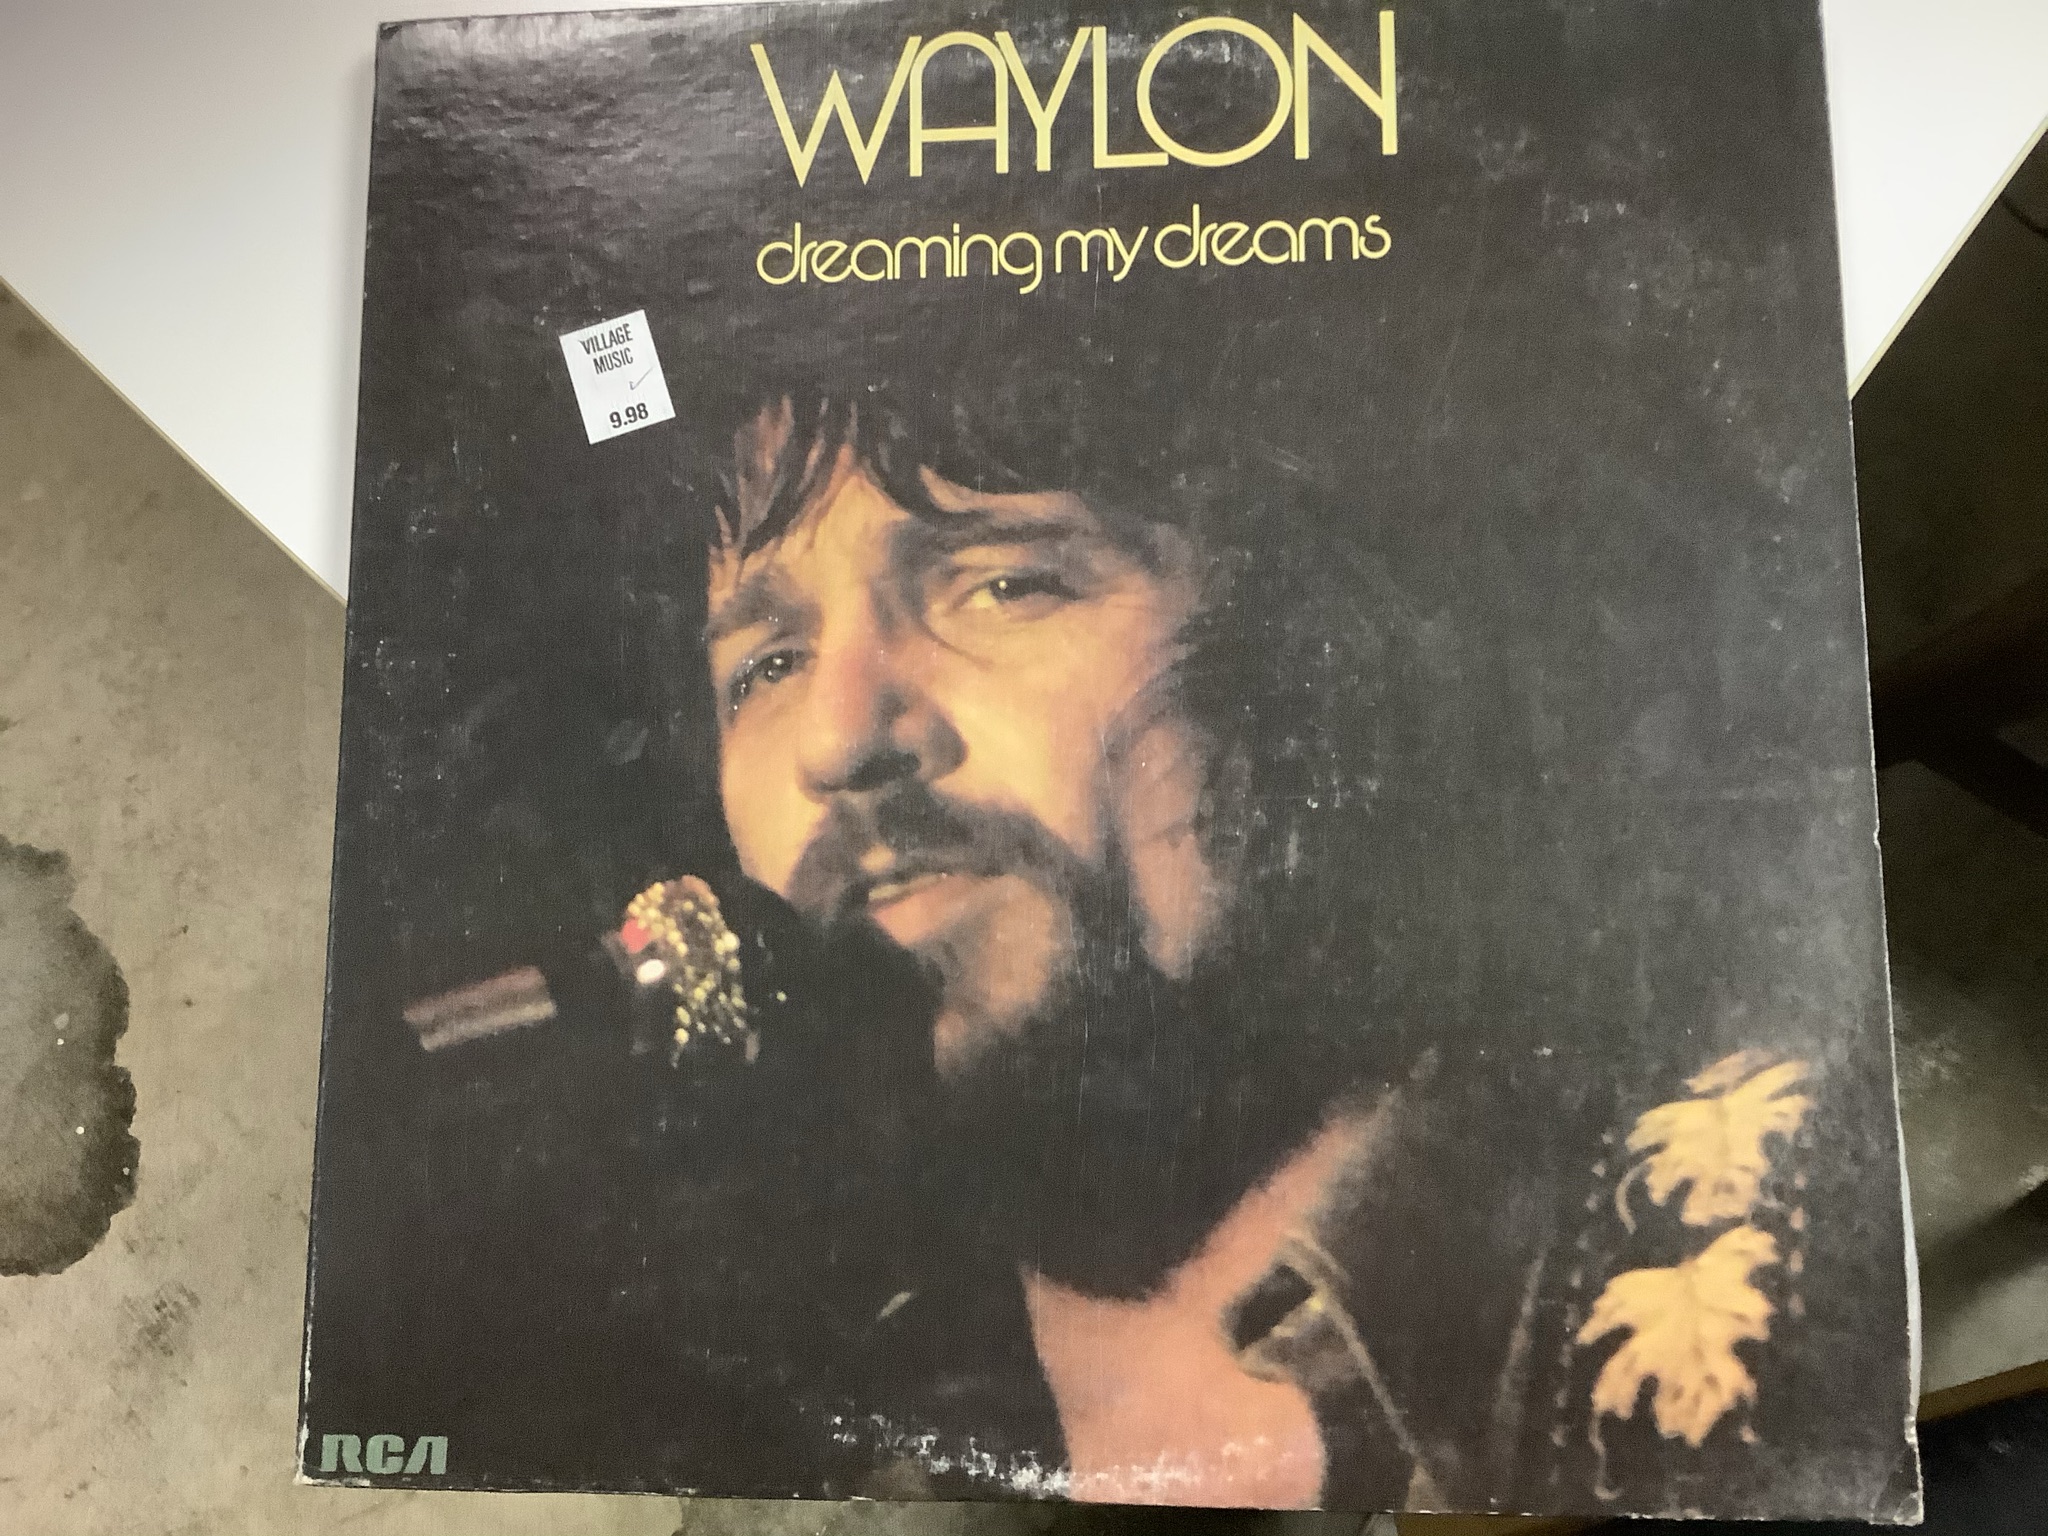 WAYLON
dreaming my dreams
VILLAGE
MUSIC
9.98
RCA